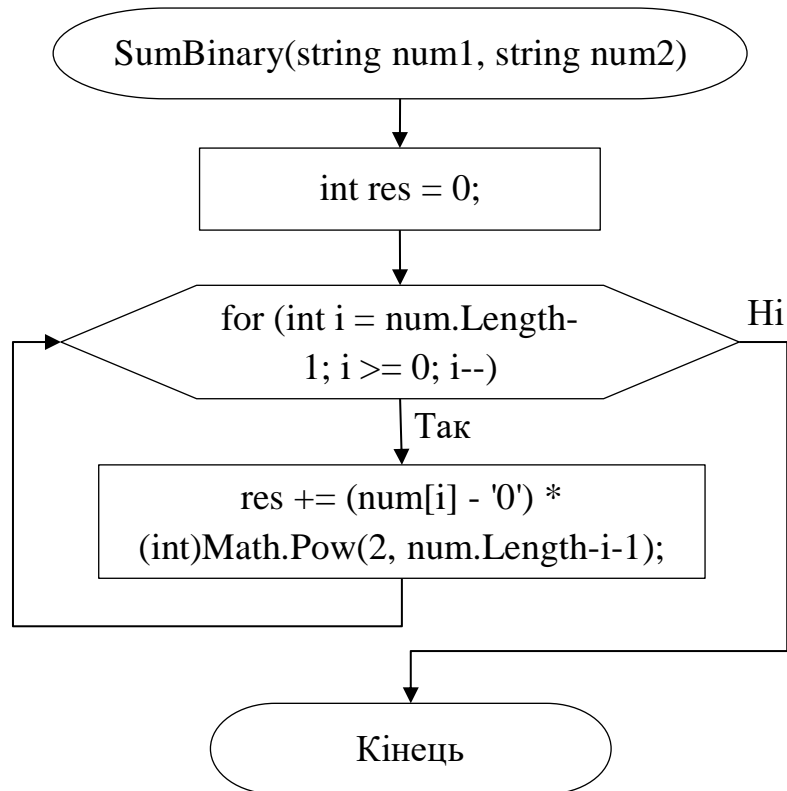 SumBinary(string num1, string num2)
int res = 0;
for (int i = num.Length-
1; i >= 0; i--)
Ні
Так
res += (num[i] - '0') *
(int)Math.Pow(2, num.Length-i-1);
Кінець